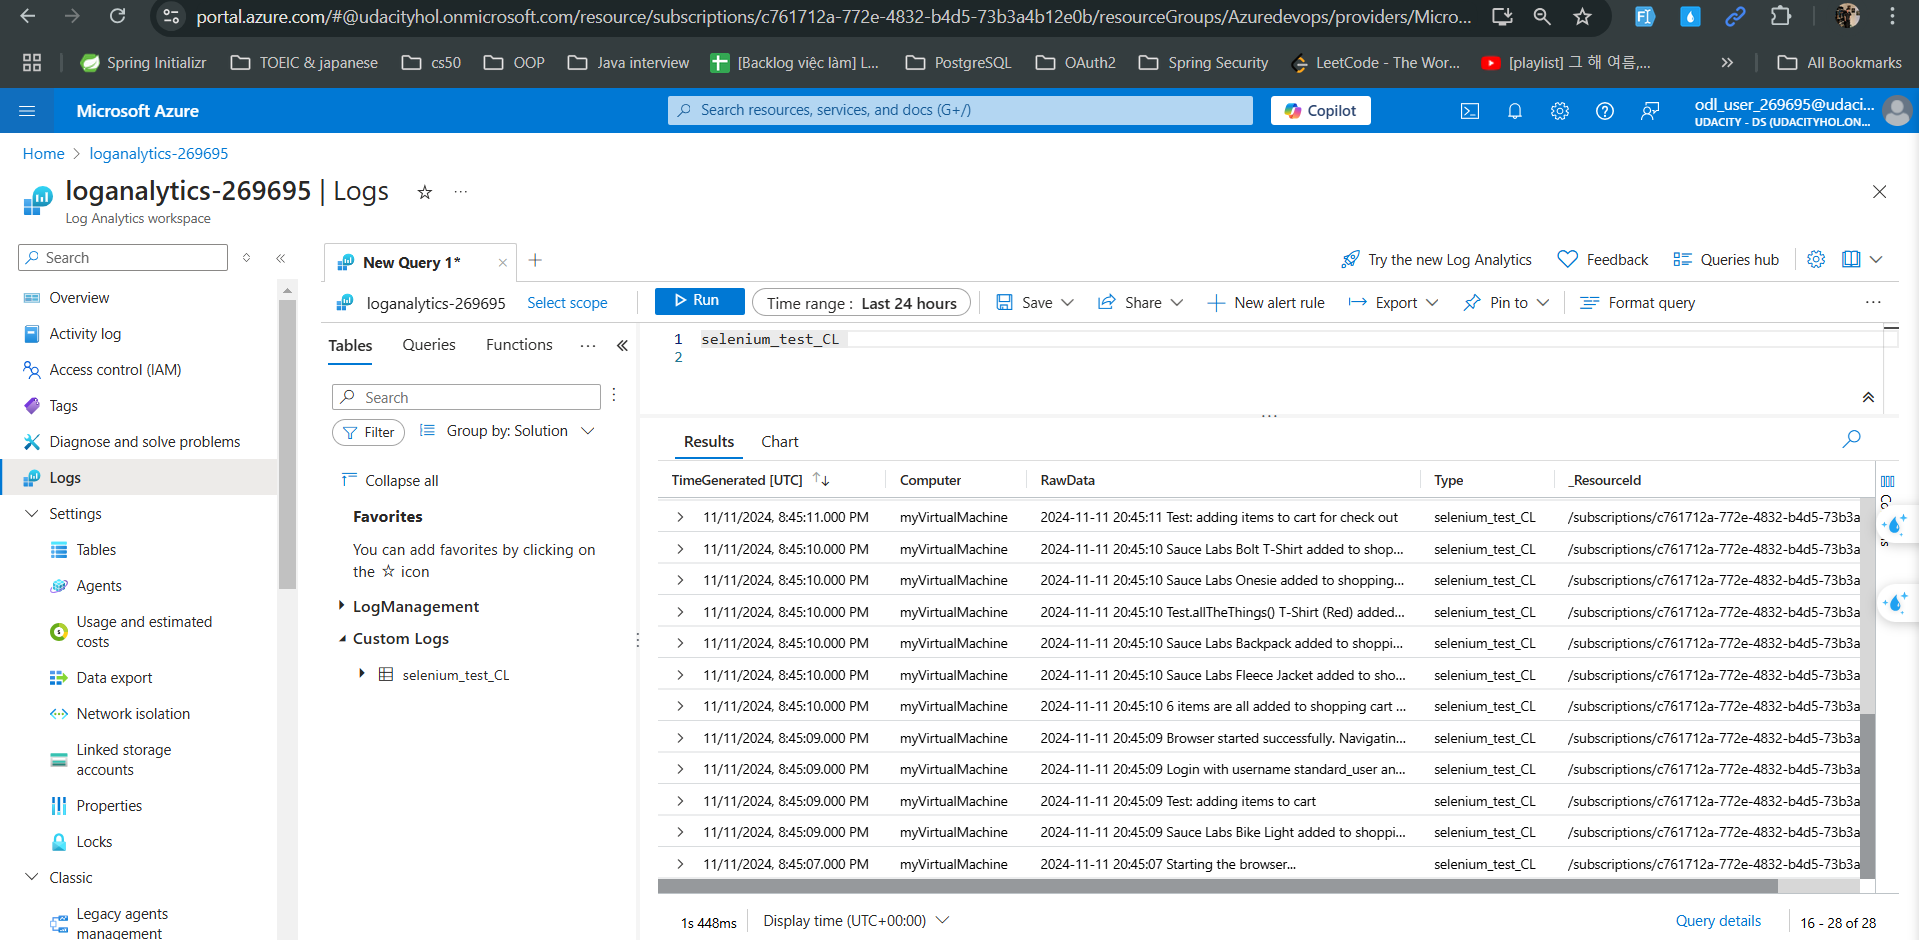 portal.azure.com/#@udacityhol.onmicrosoft.com/resource/subscriptions/c761712a-772e-4832-b4d5-73b3a4b12e0b/resourceGroups/Azuredevops/providers/Micro...
Spring Initializr
TOEIC & japanese
cs50
OOP
Java interview
[Backlog việc làm] L...
PostgreSQL
OAuth2
Spring Security
LeetCode - The Wor...
[playlist] 그 해 여름,...
All Bookmarks
Microsoft Azure
Search resources, services, and docs (G+/)
Copilot
odl_user_269695@udaci...
UDACITY - DS (UDACITYHOL.ON...
Home > loganalytics-269695
loganalytics-269695 | Logs
Log Analytics workspace
Search
Overview
Activity log
Access control (IAM)
Tags
Diagnose and solve problems
Logs
Settings
Tables
Agents
Usage and estimated
costs
Data export
Network isolation
Linked storage
accounts
Properties
Locks
Classic
Legacy agents
management
New Query 1*
Try the new Log Analytics
Feedback
Queries hub
loganalytics-269695
Select scope
Run
Time range : Last 24 hours
Save
Share
New alert rule
Export
Pin to
Format query
Tables
Queries
Functions
Search
Filter
Group by: Solution
Collapse all
Favorites
You can add favorites by clicking on
the ☆ icon
LogManagement
Custom Logs
selenium_test_CL
1 selenium_test_CL
2
Results
Chart
TimeGenerated [UTC] Computer RawData Type _ResourceId
11/11/2024, 8:45:11.000 PM myVirtualMachine 2024-11-11 20:45:11 Test: adding items to cart for check out selenium_test_CL /subscriptions/c761712a-772e-4832-b4d5-73b3a
11/11/2024, 8:45:10.000 PM myVirtualMachine 2024-11-11 20:45:10 Sauce Labs Bolt T-Shirt added to shop... selenium_test_CL /subscriptions/c761712a-772e-4832-b4d5-73b3a
11/11/2024, 8:45:10.000 PM myVirtualMachine 2024-11-11 20:45:10 Sauce Labs Onesie added to shopping... selenium_test_CL /subscriptions/c761712a-772e-4832-b4d5-73b3a
11/11/2024, 8:45:10.000 PM myVirtualMachine 2024-11-11 20:45:10 Test.allTheThings() T-Shirt (Red) added... selenium_test_CL /subscriptions/c761712a-772e-4832-b4d5-73b3a
11/11/2024, 8:45:10.000 PM myVirtualMachine 2024-11-11 20:45:10 Sauce Labs Backpack added to shoppi... selenium_test_CL /subscriptions/c761712a-772e-4832-b4d5-73b3a
11/11/2024, 8:45:10.000 PM myVirtualMachine 2024-11-11 20:45:10 Sauce Labs Fleece Jacket added to sho... selenium_test_CL /subscriptions/c761712a-772e-4832-b4d5-73b3a
11/11/2024, 8:45:10.000 PM myVirtualMachine 2024-11-11 20:45:10 6 items are all added to shopping cart ... selenium_test_CL /subscriptions/c761712a-772e-4832-b4d5-73b3a
11/11/2024, 8:45:09.000 PM myVirtualMachine 2024-11-11 20:45:09 Browser started successfully. Navigatin... selenium_test_CL /subscriptions/c761712a-772e-4832-b4d5-73b3a
11/11/2024, 8:45:09.000 PM myVirtualMachine 2024-11-11 20:45:09 Login with username standard_user an... selenium_test_CL /subscriptions/c761712a-772e-4832-b4d5-73b3a
11/11/2024, 8:45:09.000 PM myVirtualMachine 2024-11-11 20:45:09 Test: adding items to cart selenium_test_CL /subscriptions/c761712a-772e-4832-b4d5-73b3a
11/11/2024, 8:45:09.000 PM myVirtualMachine 2024-11-11 20:45:09 Sauce Labs Bike Light added to shoppi... selenium_test_CL /subscriptions/c761712a-772e-4832-b4d5-73b3a
11/11/2024, 8:45:07.000 PM myVirtualMachine 2024-11-11 20:45:07 Starting the browser... selenium_test_CL /subscriptions/c761712a-772e-4832-b4d5-73b3a
1s 448ms
Display time (UTC+00:00)
Query details
16 - 28 of 28